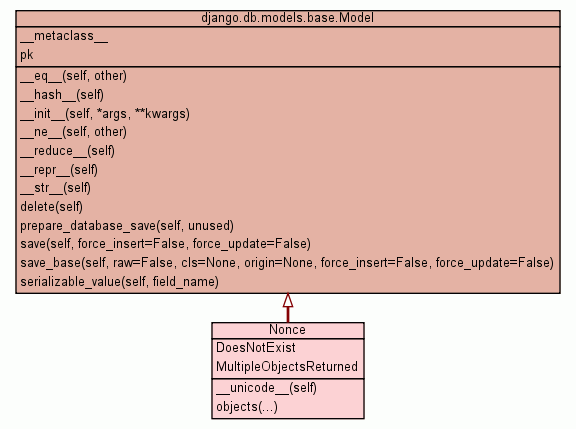 django.db.models.base.Model
__metaclass__
pk
__eq__(self, other)
__hash__(self)
__init__(self, *args, **kwargs)
__ne__(self, other)
__reduce__(self)
__repr__(self)
__str__(self)
delete(self)
prepare_database_save(self, unused)
save(self, force_insert=False, force_update=False)
save_base(self, raw=False, cls=None, origin=None, force_insert=False, force_update=False)
serializable_value(self, field_name)
Nonce
DoesNotExist
MultipleObjectsReturned
__unicode__(self)
objects(...)